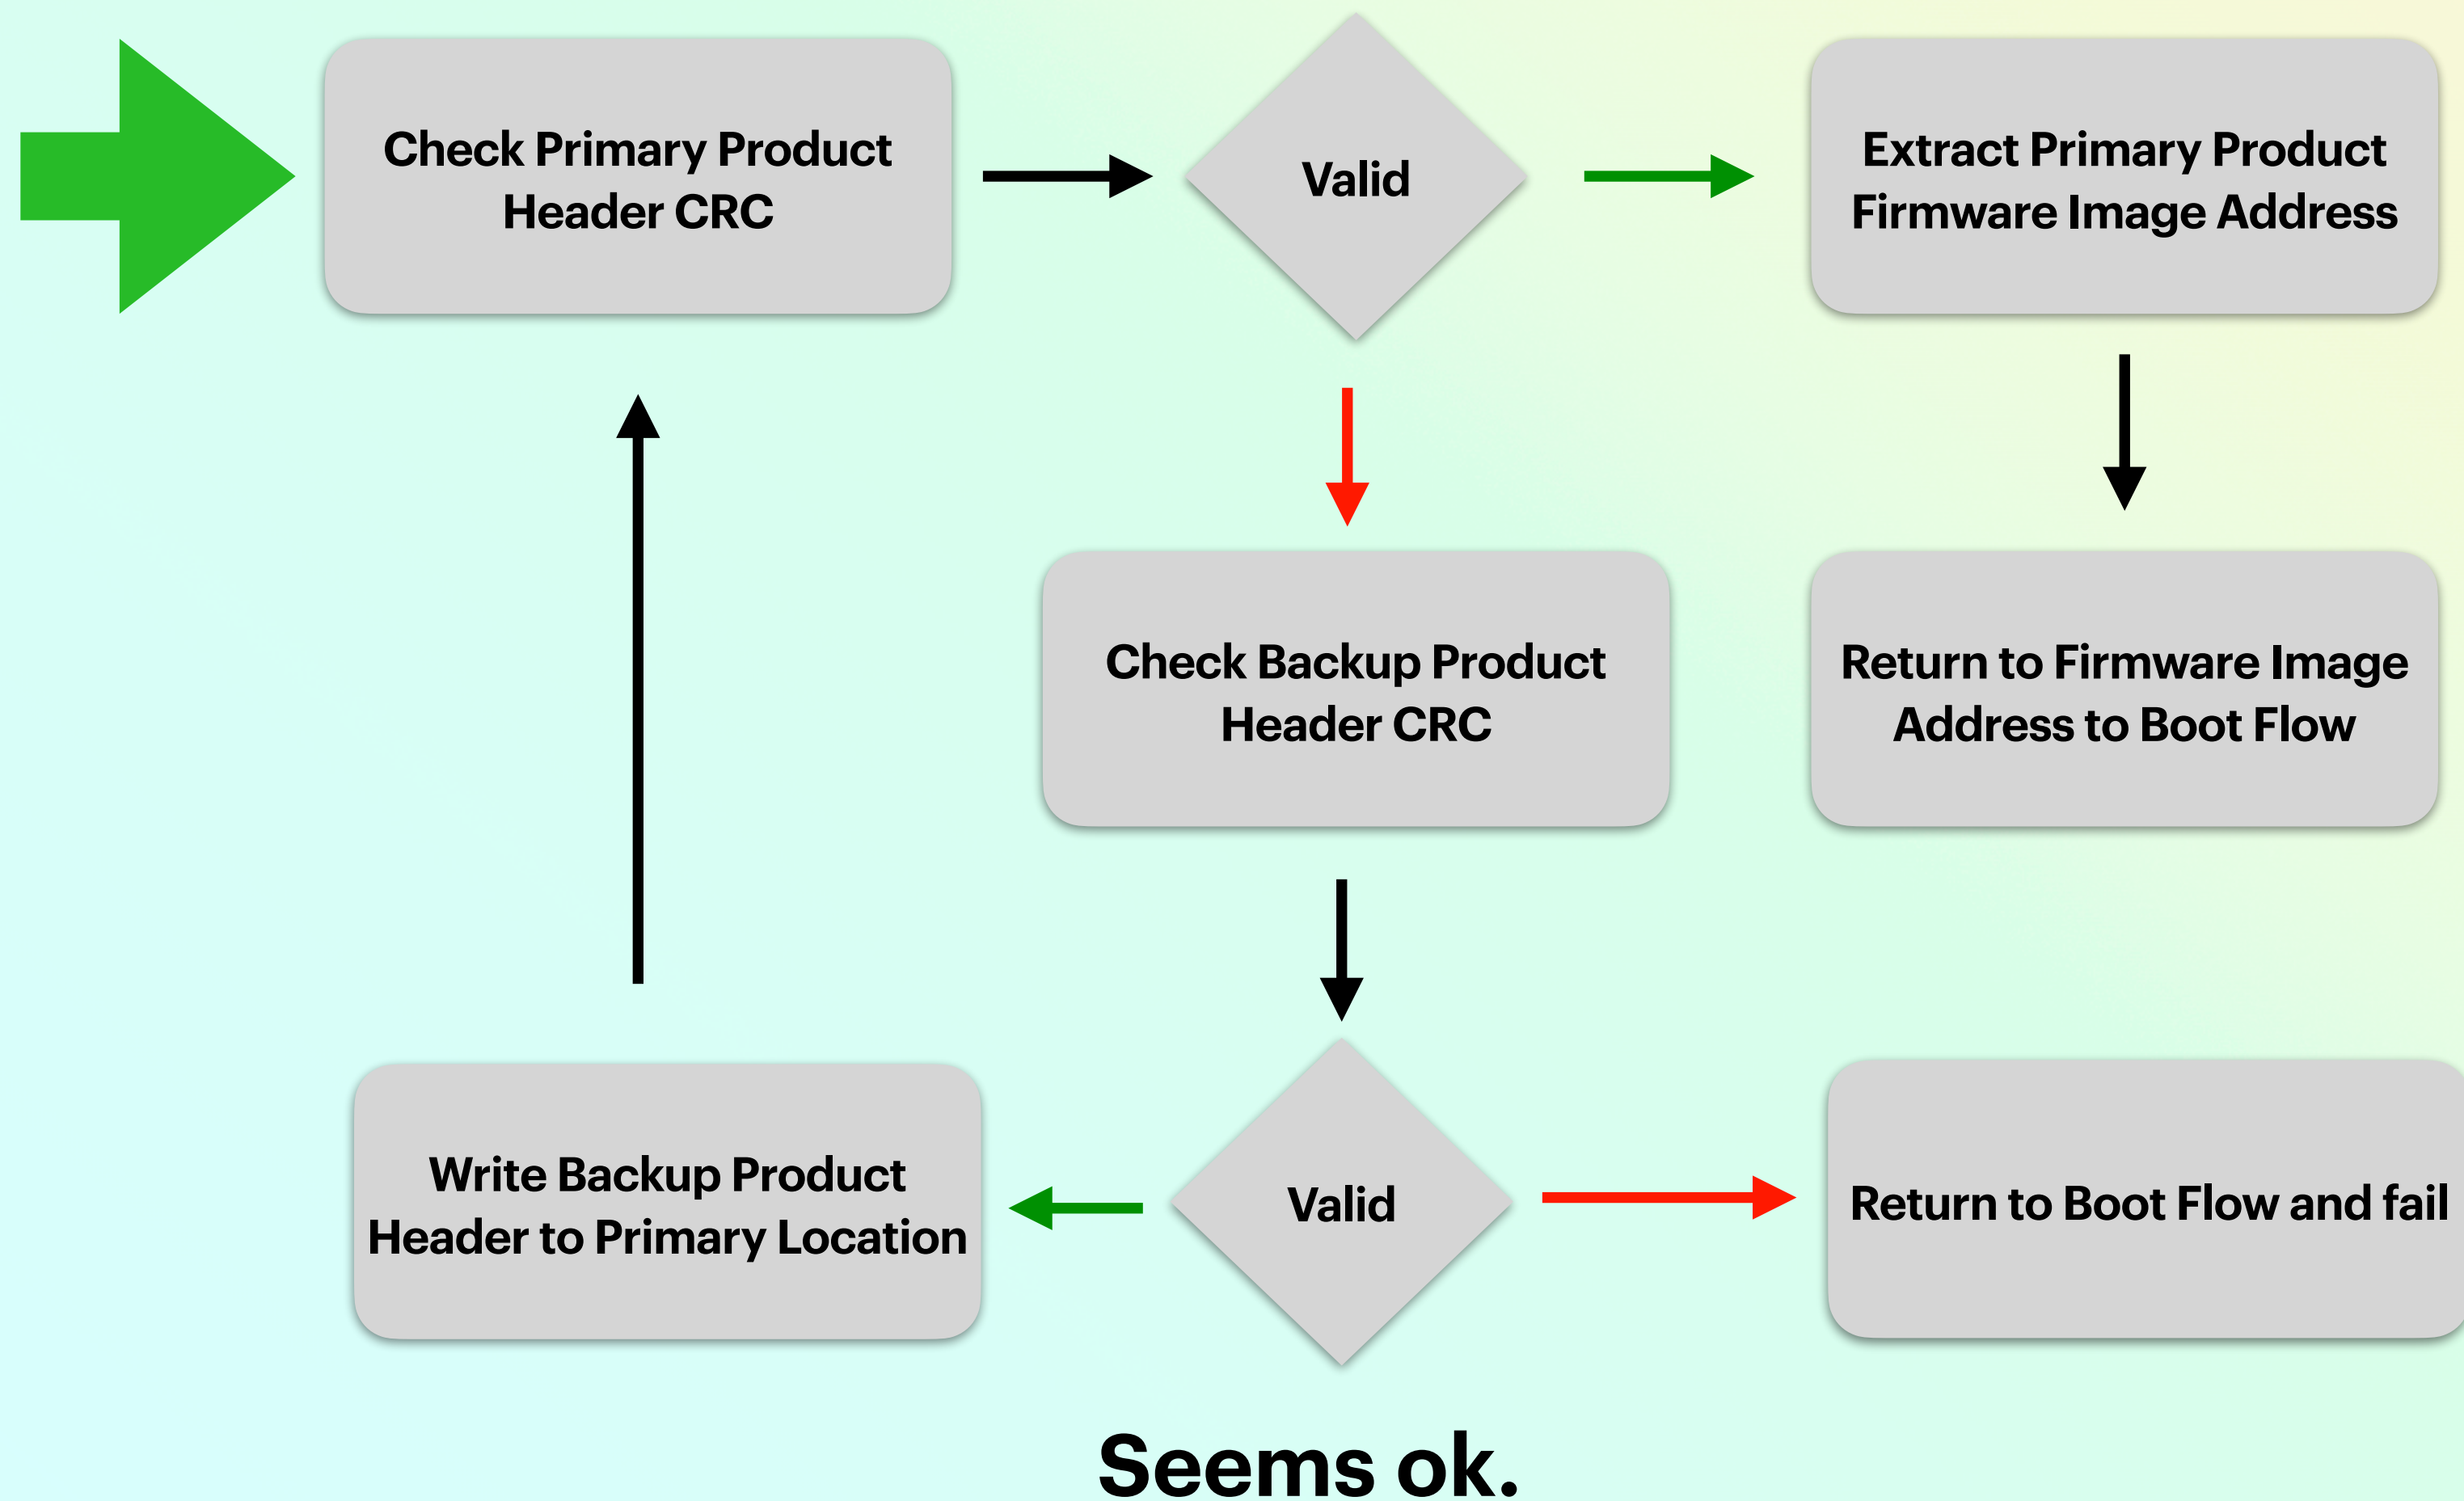 Check Primary Product
Header CRC
Valid
Extract Primary Product
Firmware Image Address
Check Backup Product
Header CRC
Return to Firmware Image
Address to Boot Flow
Write Backup Product
Header to Primary Location
Valid
Return to Boot Flow and fail
Seems ok.